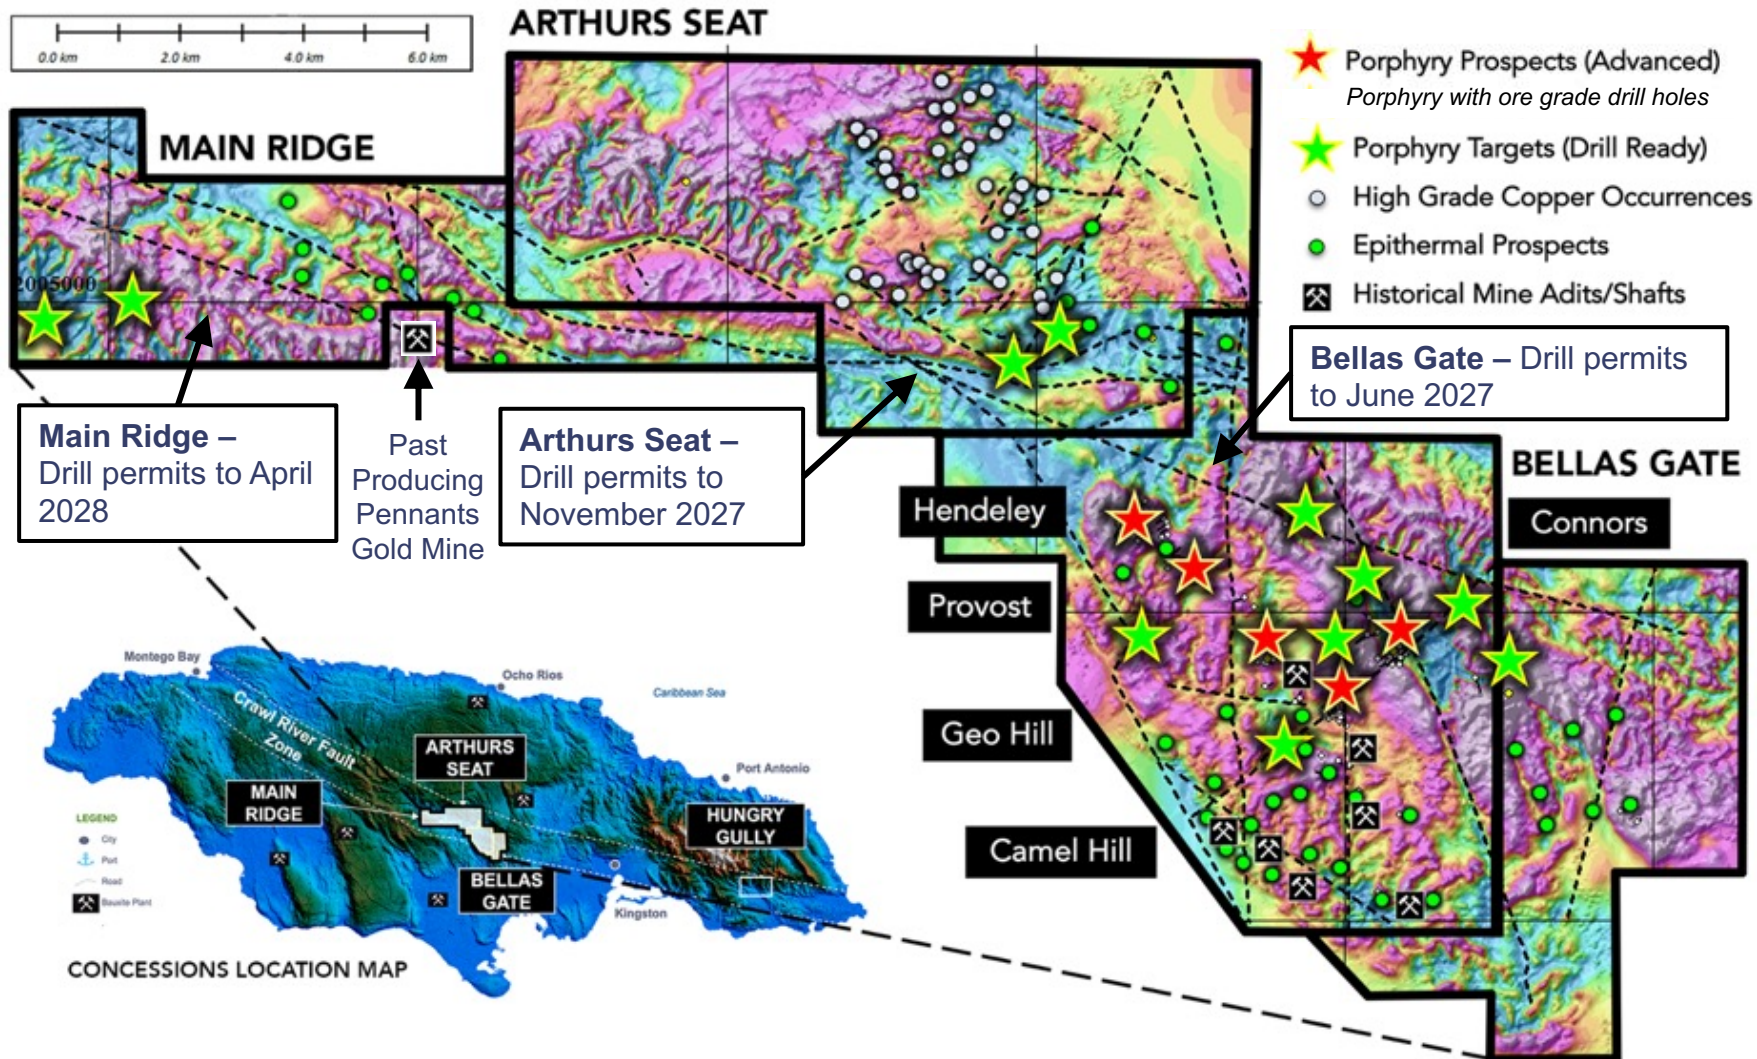 0.0 km 2.0 km 4.0 km 6.0 km
ARTHURS SEAT
MAIN RIDGE
Porphyry Prospects (Advanced)
Porphyry with ore grade drill holes
Porphyry Targets (Drill Ready)
High Grade Copper Occurrences
Epithermal Prospects
Historical Mine Adits/Shafts
2005000
Main Ridge –
Drill permits to April
2028
Past
Producing
Pennants
Gold Mine
Arthurs Seat –
Drill permits to
November 2027
Bellas Gate – Drill permits
to June 2027
BELLAS GATE
Hendeley
Connors
Provost
Geo Hill
Camel Hill
Montego Bay
Ocho Rios
Caribbean Sea
Crawl River Fault
Zone
ARTHURS
SEAT
Port Antonio
MAIN
RIDGE
HUNGRY
GULLY
BELLAS
GATE
Kingston
LEGEND
City
Port
Road
Bauxite Plant
CONCESSIONS LOCATION MAP